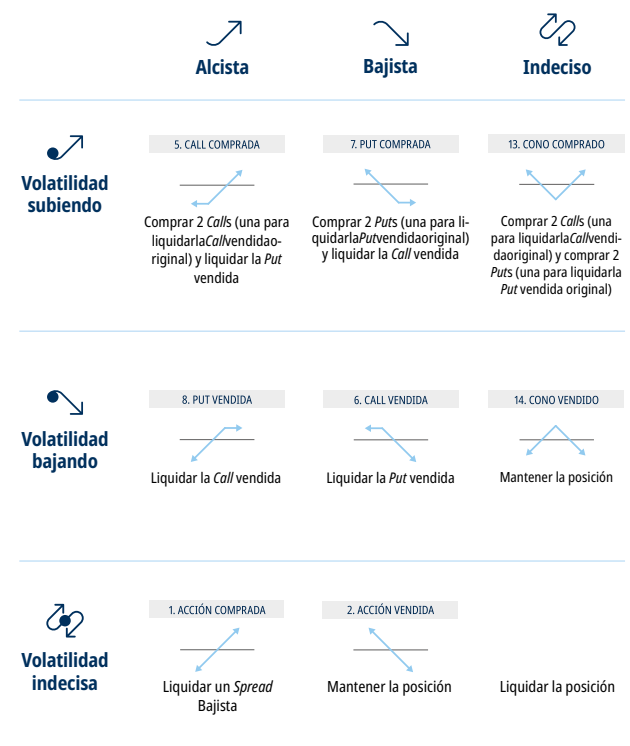 Alcista
Bajista
Indeciso
Volatilidad
subiendo
5. CALL COMPRADA
Comprar 2 Calls (una para
liquidarlaCallvendidao-
riginal) y liquidar la Put
vendida
7. PUT COMPRADA
Comprar 2 Puts (una para li-
quidarlaPutvendidaoriginal)
y liquidar la Call vendida
13. CONO COMPRADO
Comprar 2 Calls (una
para liquidarlaCallvendi-
daoriginal) y comprar 2
Puts (una para liquidarla
Put vendida original)
Volatilidad
bajando
8. PUT VENDIDA
Liquidar la Call vendida
6. CALL VENDIDA
Liquidar la Put vendida
14. CONO VENDIDO
Mantener la posición
Volatilidad
indecisa
1. ACCIÓN COMPRADA
Liquidar un Spread
Bajista
2. ACCIÓN VENDIDA
Mantener la posición
Liquidar la posición